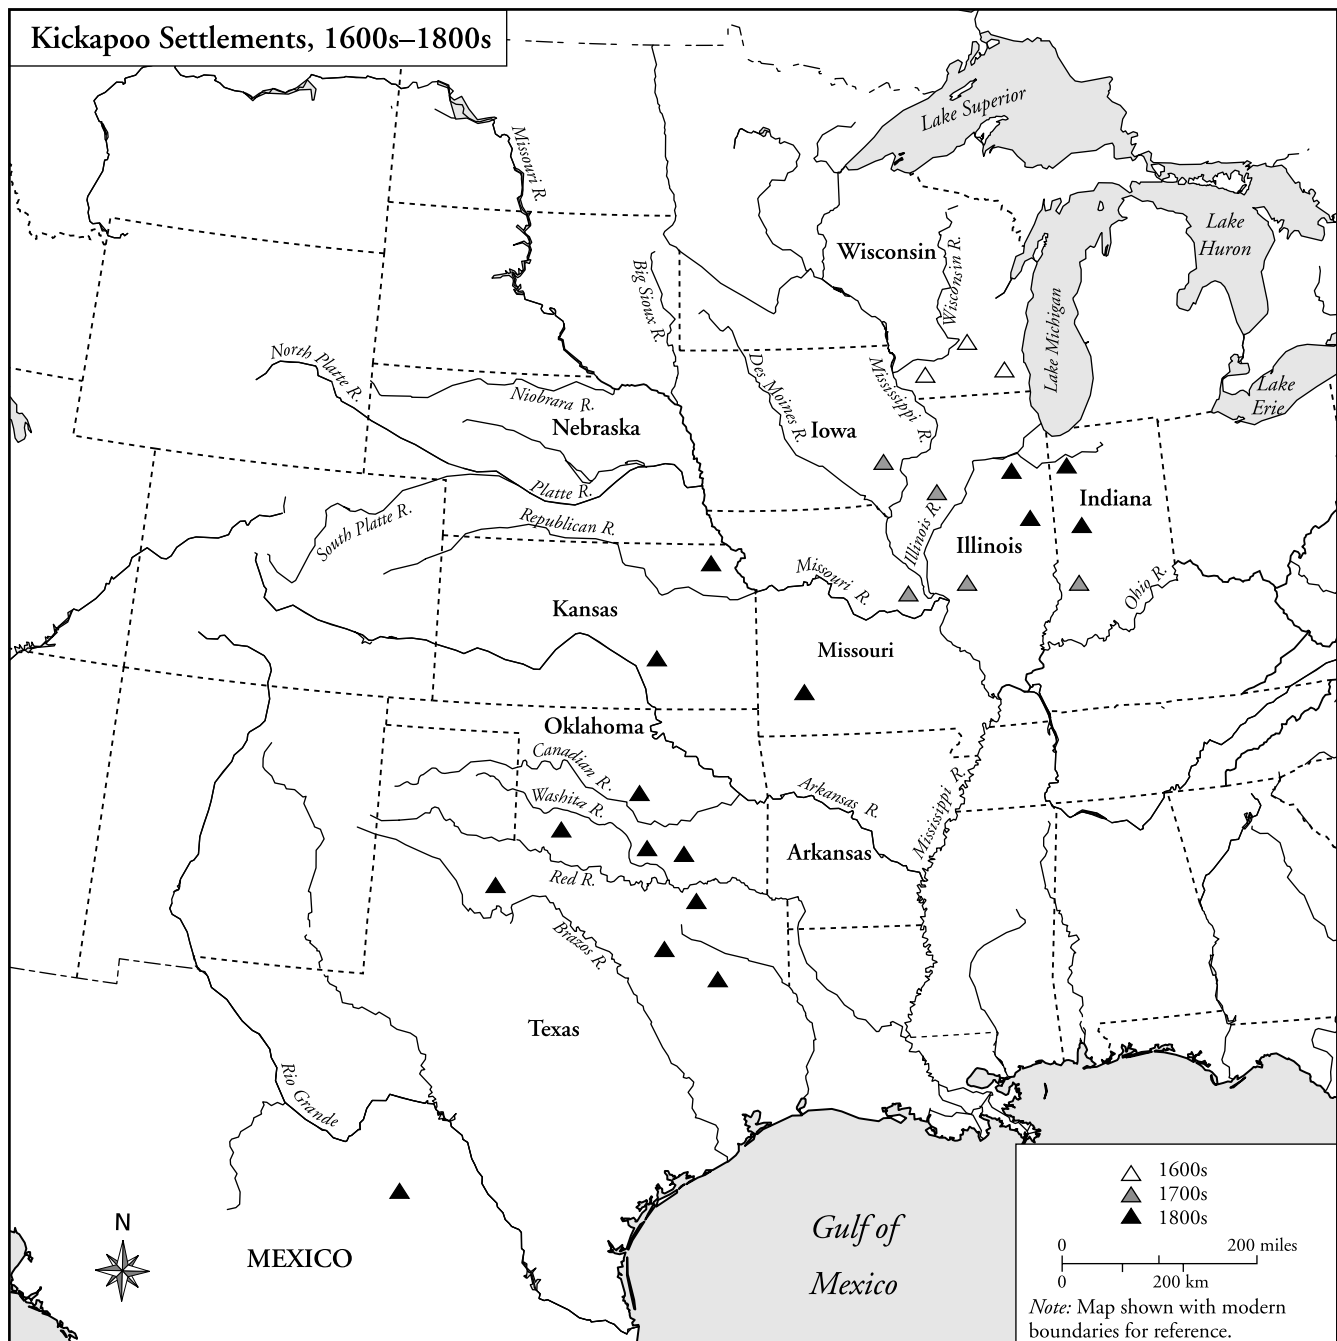 Kickapoo Settlements, 1600s–1800s
Lake Superior
Missouri R.
Lake
Huron
Wisconsin
Wisconsin R.
Big Sioux R.
Lake Michigan
North Platte R.
Des Moines R.
Mississippi R.
Lake
Erie
Niobrara R.
Nebraska
Iowa
Platte R.
Indiana
South Platte R.
Republican R.
Illinois R.
Illinois
Missouri R.
Ohio R.
Kansas
Missouri
Oklahoma
Canadian R.
Washita R.
Arkansas R.
Mississippi R.
Arkansas
Red R.
Brazos R.
Texas
Rio Grande
N
MEXICO
Gulf of
Mexico
1600s
1700s
1800s
0 200 miles
0 200 km
Note: Map shown with modern
boundaries for reference.